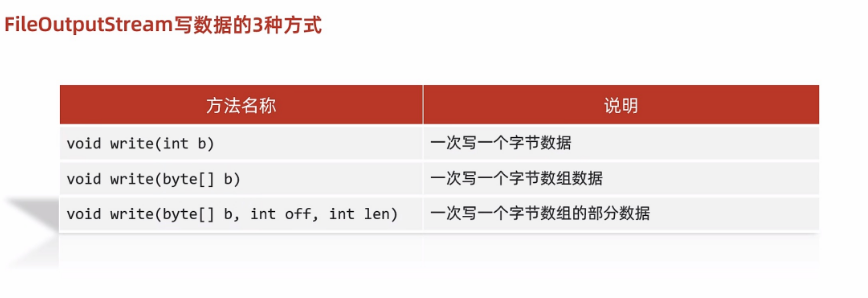 FileOutputStream写数据的3种方式
方法名称 说明
void write(int b) 一次写一个字节数据
void write(byte[] b) 一次写一个字节数组数据
void write(byte[] b, int off, int len) 一次写一个字节数组的部分数据